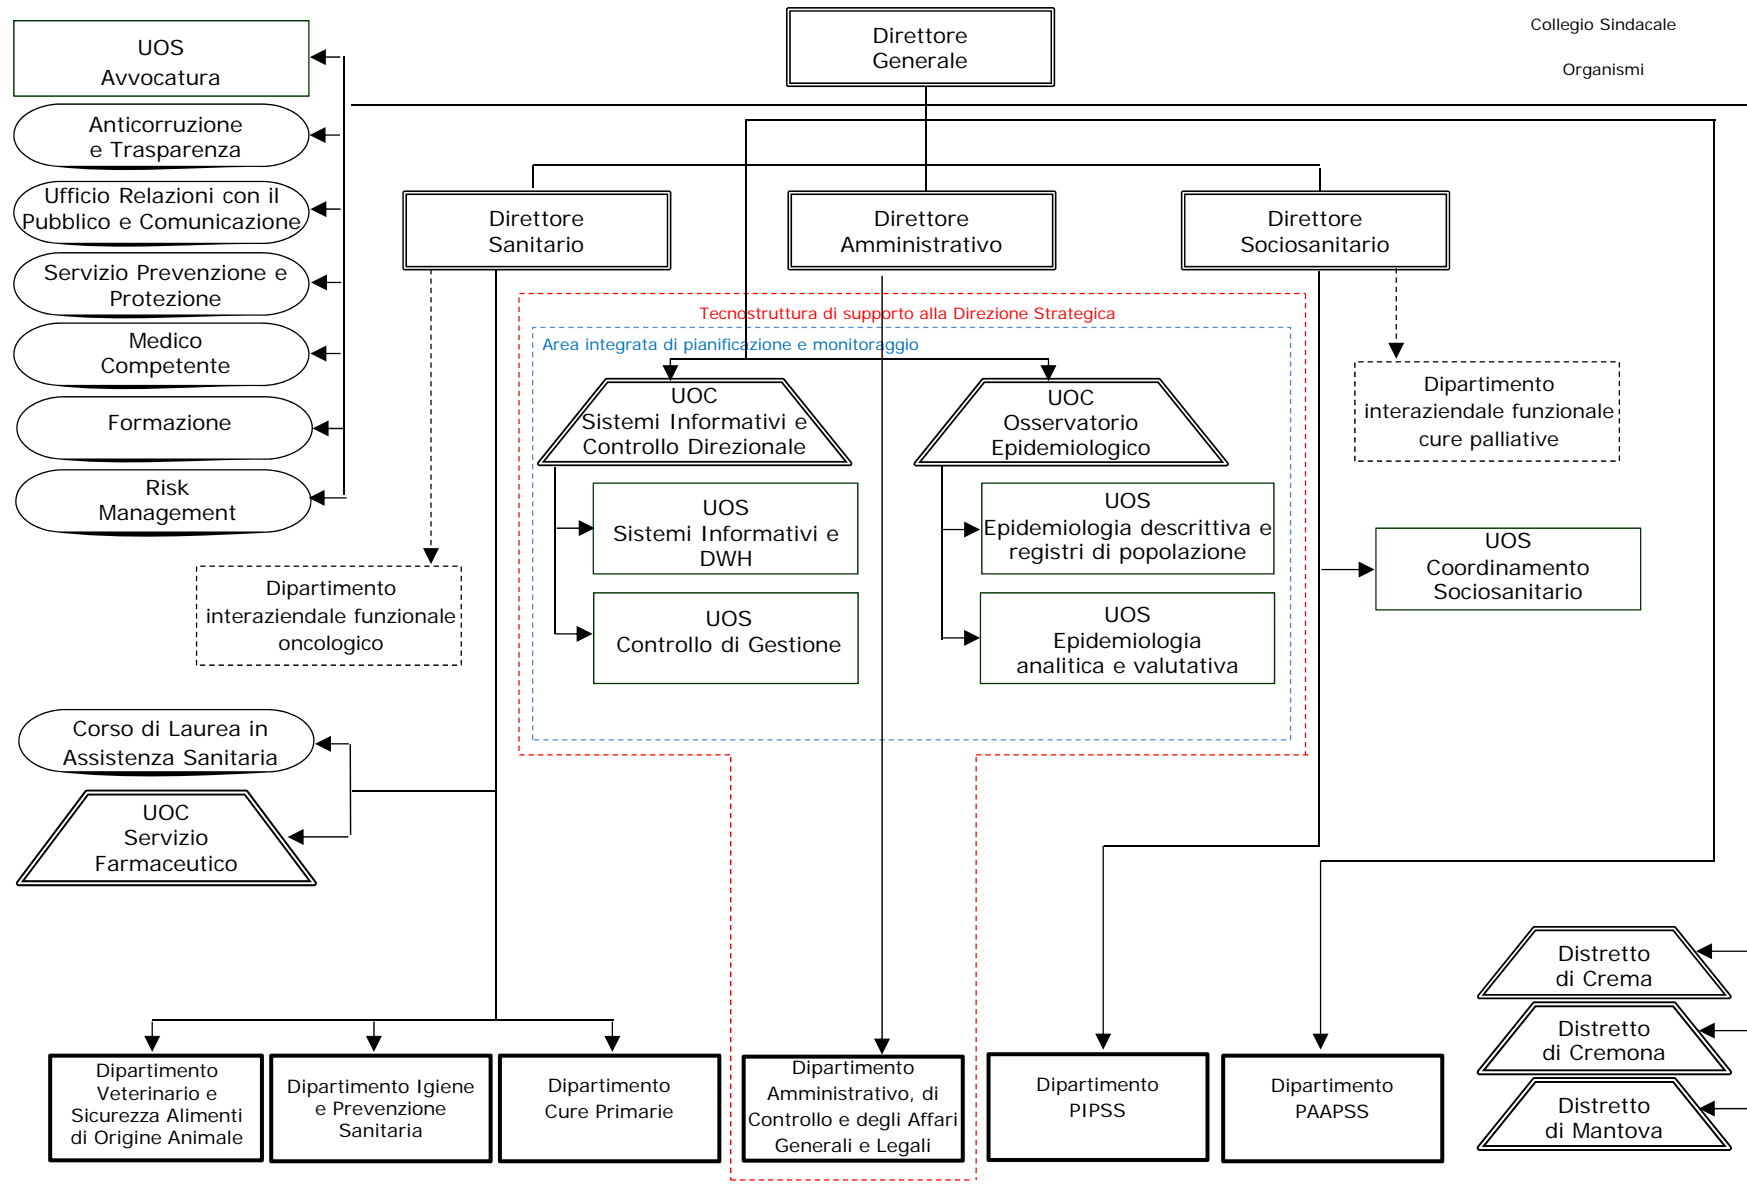 Direttore
Generale
Collegio Sindacale
Organismi
UOS
Avvocatura
Anticorruzione
e Trasparenza
Ufficio Relazioni con il
Pubblico e Comunicazione
Servizio Prevenzione e
Protezione
Medico
Competente
Formazione
Risk
Management
Direttore
Sanitario
Direttore
Amministrativo
Direttore
Sociosanitario
Tecnostruttura di supporto alla Direzione Strategica
Area integrata di pianificazione e monitoraggio
UOC
Sistemi Informativi e
Controllo Direzionale
UOC
Osservatorio
Epidemiologico
Dipartimento
interaziendale funzionale
cure palliative
UOS
Sistemi Informativi e
DWH
UOS
Epidemiologia descrittiva e
registri di popolazione
UOS
Coordinamento
Sociosanitario
Dipartimento
interaziendale funzionale
oncologico
UOS
Controllo di Gestione
UOS
Epidemiologia
analitica e valutativa
Corso di Laurea in
Assistenza Sanitaria
UOC
Servizio
Farmaceutico
Distretto
di Crema
Distretto
di Cremona
Distretto
di Mantova
Dipartimento
Veterinario e
Sicurezza Alimenti
di Origine Animale
Dipartimento Igiene
e Prevenzione
Sanitaria
Dipartimento
Cure Primarie
Dipartimento
Amministrativo, di
Controllo e degli Affari
Generali e Legali
Dipartimento
PIPSS
Dipartimento
PAAPSS